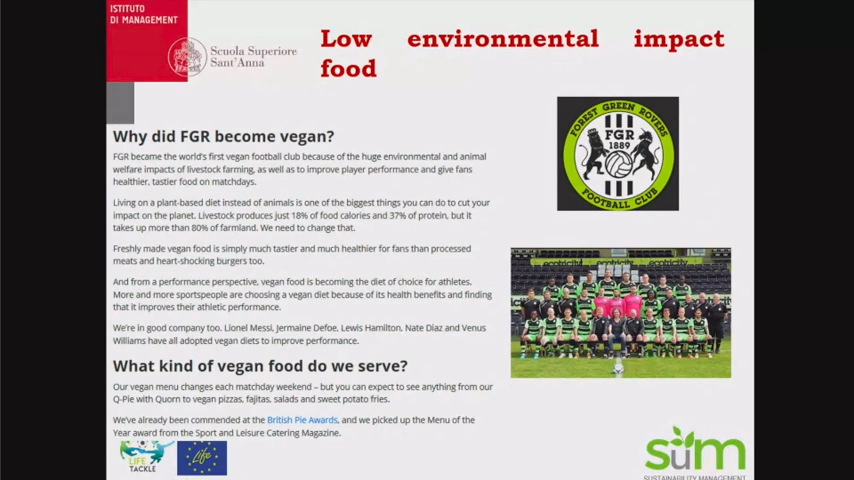 ISTITUTO
DI MANAGEMENT
Scuola Superiore
Sant'Anna
Low environmental impact
food
Why did FGR become vegan?
FGR became the world's first vegan football club because of the huge environmental and animal
welfare impacts of livestock farming, as well as to improve player performance and give fans
healthier, tastier food on matchdays.
Living on a plant-based diet instead of animals is one of the biggest things you can do to cut your
impact on the planet. Livestock produces just 18% of food calories and 37% of protein, but it
takes up more than 80% of farmland. We need to change that.
Freshly made vegan food is simply much tastier and much healthier for fans than processed
meats and heart-shocking burgers too.
And from a performance perspective, vegan food is becoming the diet of choice for athletes.
More and more sportspeople are choosing a vegan diet because of its health benefits and finding
that it improves their athletic performance.
We're in good company too. Lionel Messi, Jermaine Defoe, Lewis Hamilton, Nate Diaz and Venus
Williams have all adopted vegan diets to improve performance.
What kind of vegan food do we serve?
Our vegan menu changes each matchday weekend – but you can expect to see anything from our
Q-Pie with Quorn to vegan pizzas, fajitas, salads and sweet potato fries.
We've already been commended at the British Pie Awards, and we picked up the Menu of the
Year award from the Sport and Leisure Catering Magazine.
FOREST GREEN ROVERS
FGR
1889
FOOTBALL CLUB
ecotricity ecotricity
LIFE
TACKLE
Life
sum
SUSTAINABILITY MANAGEMENT